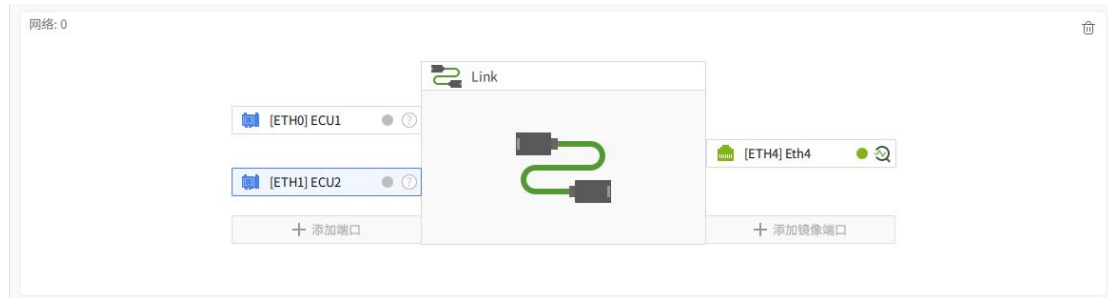 网络: 0
Link
[ETH0] ECU1
[ETH4] Eth4
[ETH1] ECU2
添加端口
添加镜像端口